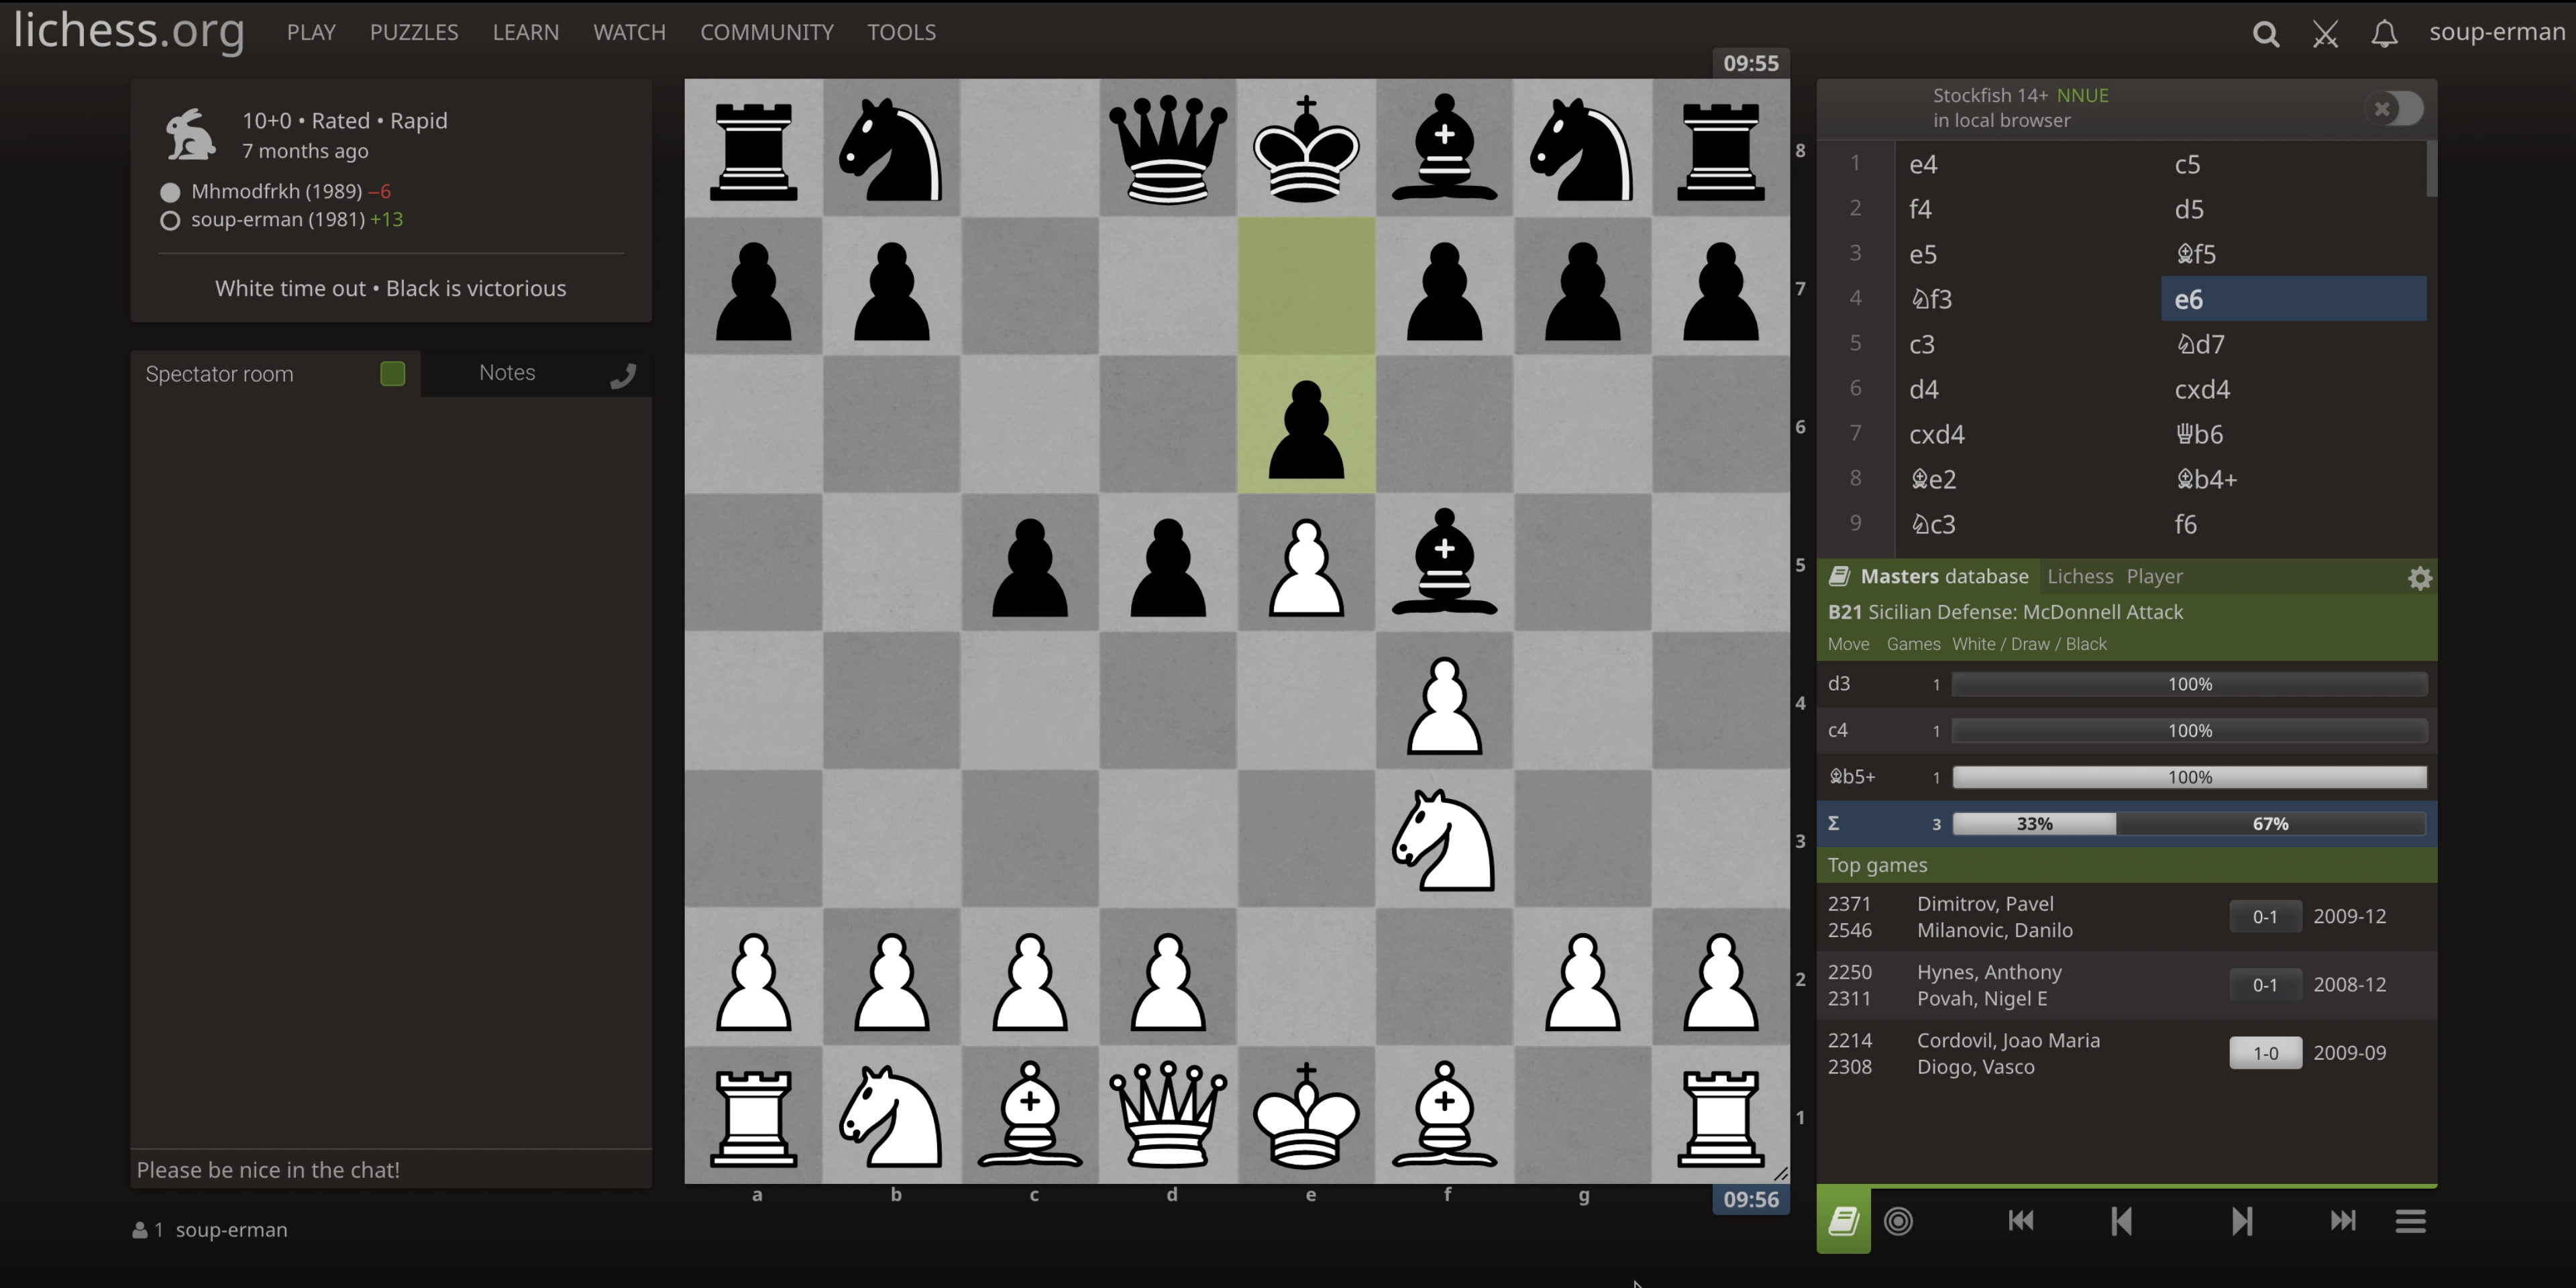 lichess.org PLAY PUZZLES LEARN WATCH COMMUNITY TOOLS soup-erman
10+0 • Rated • Rapid
7 months ago
Mhmodfrkh (1989) −6
soup-erman (1981) +13
White time out • Black is victorious
Spectator room Notes
Please be nice in the chat!
1 soup-erman
09:55
8
7
6
5
4
3
2
1
a b c d e f g
09:56
Stockfish 14+ NNUE
in local browser
1 e4 c5
2 f4 d5
3 e5 ♗f5
4 ♘f3 e6
5 c3 ♘d7
6 d4 cxd4
7 cxd4 ♕b6
8 ♗e2 ♗b4+
9 ♘c3 f6
Masters database Lichess Player
B21 Sicilian Defense: McDonnell Attack
Move Games White / Draw / Black
d3 1 100%
c4 1 100%
♗b5+ 1 100%
Σ 3 33% 67%
Top games
2371 Dimitrov, Pavel
2546 Milanovic, Danilo
0-1 2009-12
2250 Hynes, Anthony
2311 Povah, Nigel E
0-1 2008-12
2214 Cordovil, Joao Maria
2308 Diogo, Vasco
1-0 2009-09